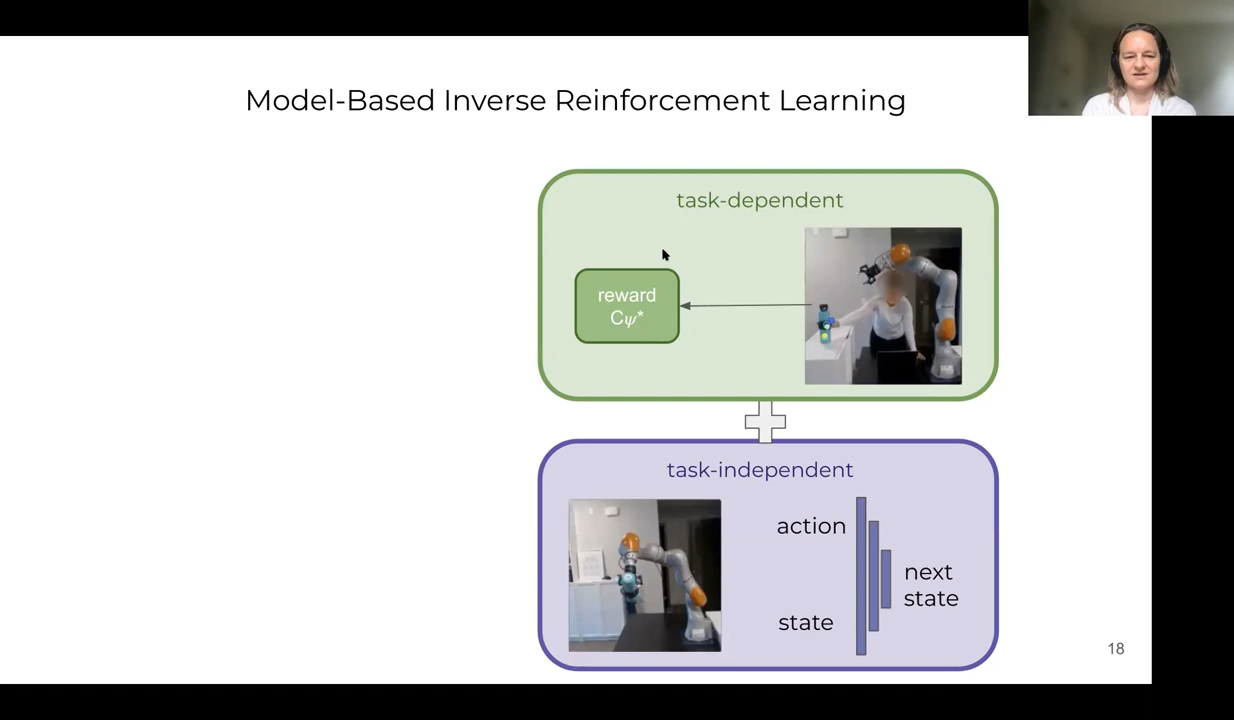 Model-Based Inverse Reinforcement Learning
task-dependent
reward
Cψ*
task-independent
action
next
state
state
18